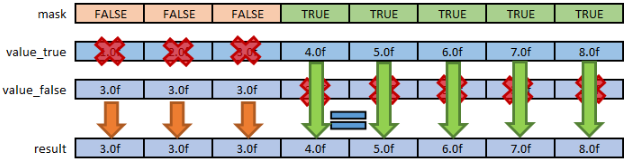 mask FALSE FALSE FALSE TRUE TRUE TRUE TRUE TRUE
value_true 4.0f 5.0f 6.0f 7.0f 8.0f
value_false 3.0f 3.0f 3.0f
result 3.0f 3.0f 3.0f 4.0f 5.0f 6.0f 7.0f 8.0f